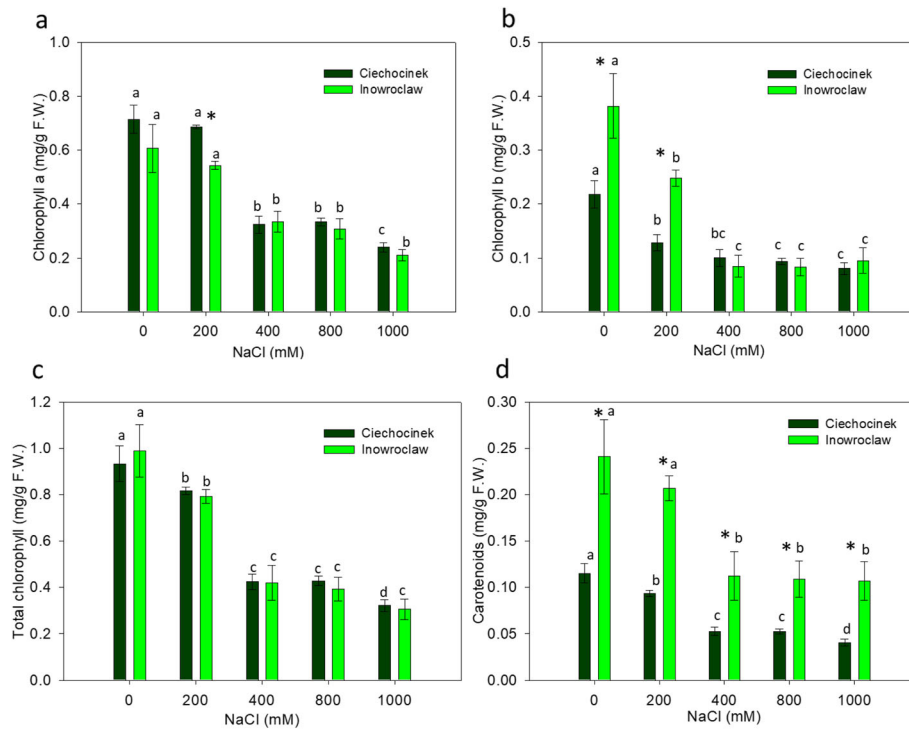 a
Chlorophyll a (mg/g F.W.)
1.0
0.8
0.6
0.4
0.2
0.0
Ciechocinek
Inowroclaw
a a a * a b b b b c b
0 200 400 800 1000
NaCl (mM)
b
Chlorophyll b (mg/g F.W.)
0.5
0.4
0.3
0.2
0.1
0.0
Ciechocinek
Inowroclaw
a * a b * b bc c c c c c
0 200 400 800 1000
NaCl (mM)
c
Total chlorophyll (mg/g F.W.)
1.2
1.0
0.8
0.6
0.4
0.2
0.0
Ciechocinek
Inowroclaw
a a b b c c c c d c
0 200 400 800 1000
NaCl (mM)
d
Carotenoids (mg/g F.W.)
0.30
0.25
0.20
0.15
0.10
0.05
0.00
Ciechocinek
Inowroclaw
a * a b * a c * b c * b d * b
0 200 400 800 1000
NaCl (mM)